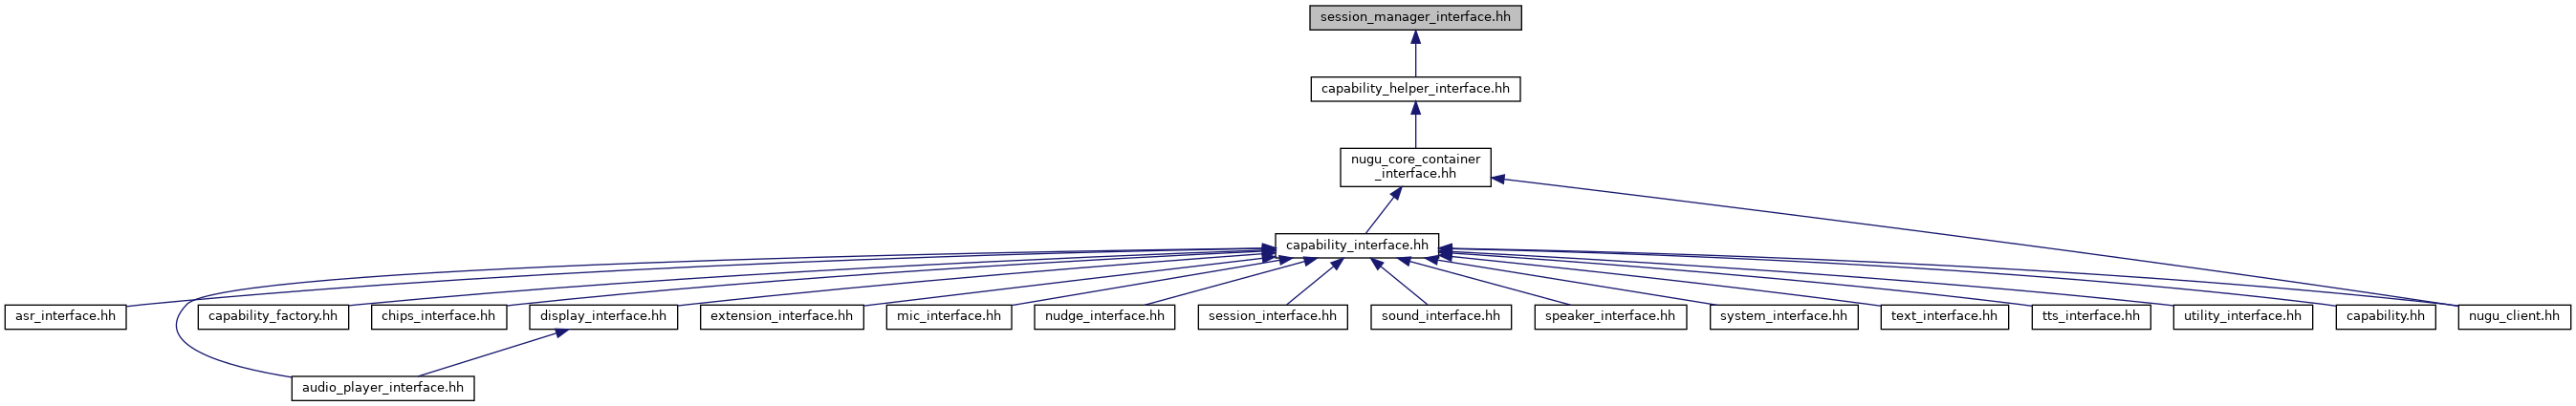 session_manager_interface.hh
capability_helper_interface.hh
nugu_core_container
_interface.hh
capability_interface.hh
asr_interface.hh
capability_factory.hh
chips_interface.hh
display_interface.hh
extension_interface.hh
mic_interface.hh
nudge_interface.hh
session_interface.hh
sound_interface.hh
speaker_interface.hh
system_interface.hh
text_interface.hh
tts_interface.hh
utility_interface.hh
capability.hh
nugu_client.hh
audio_player_interface.hh